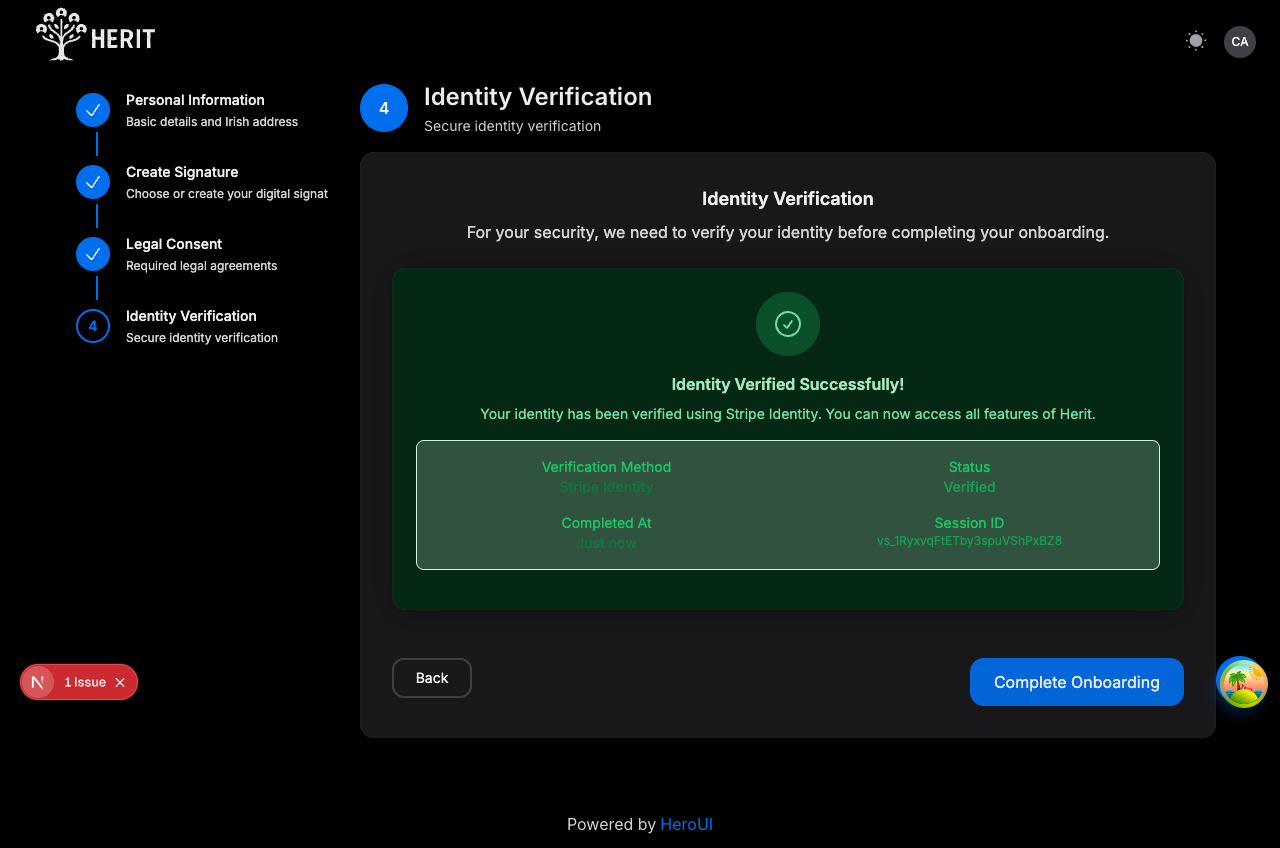 HERIT
CA
Personal Information
Basic details and Irish address
Create Signature
Choose or create your digital signat
Legal Consent
Required legal agreements
4
Identity Verification
Secure identity verification
4
Identity Verification
Secure identity verification
Identity Verification
For your security, we need to verify your identity before completing your onboarding.
Identity Verified Successfully!
Your identity has been verified using Stripe Identity. You can now access all features of Herit.
Verification Method
Stripe Identity
Status
Verified
Completed At
Just now
Session ID
vs_1RyxvqFtETby3spuVShPxBZ8
N 1 Issue
Back
Complete Onboarding
Powered by HeroUI